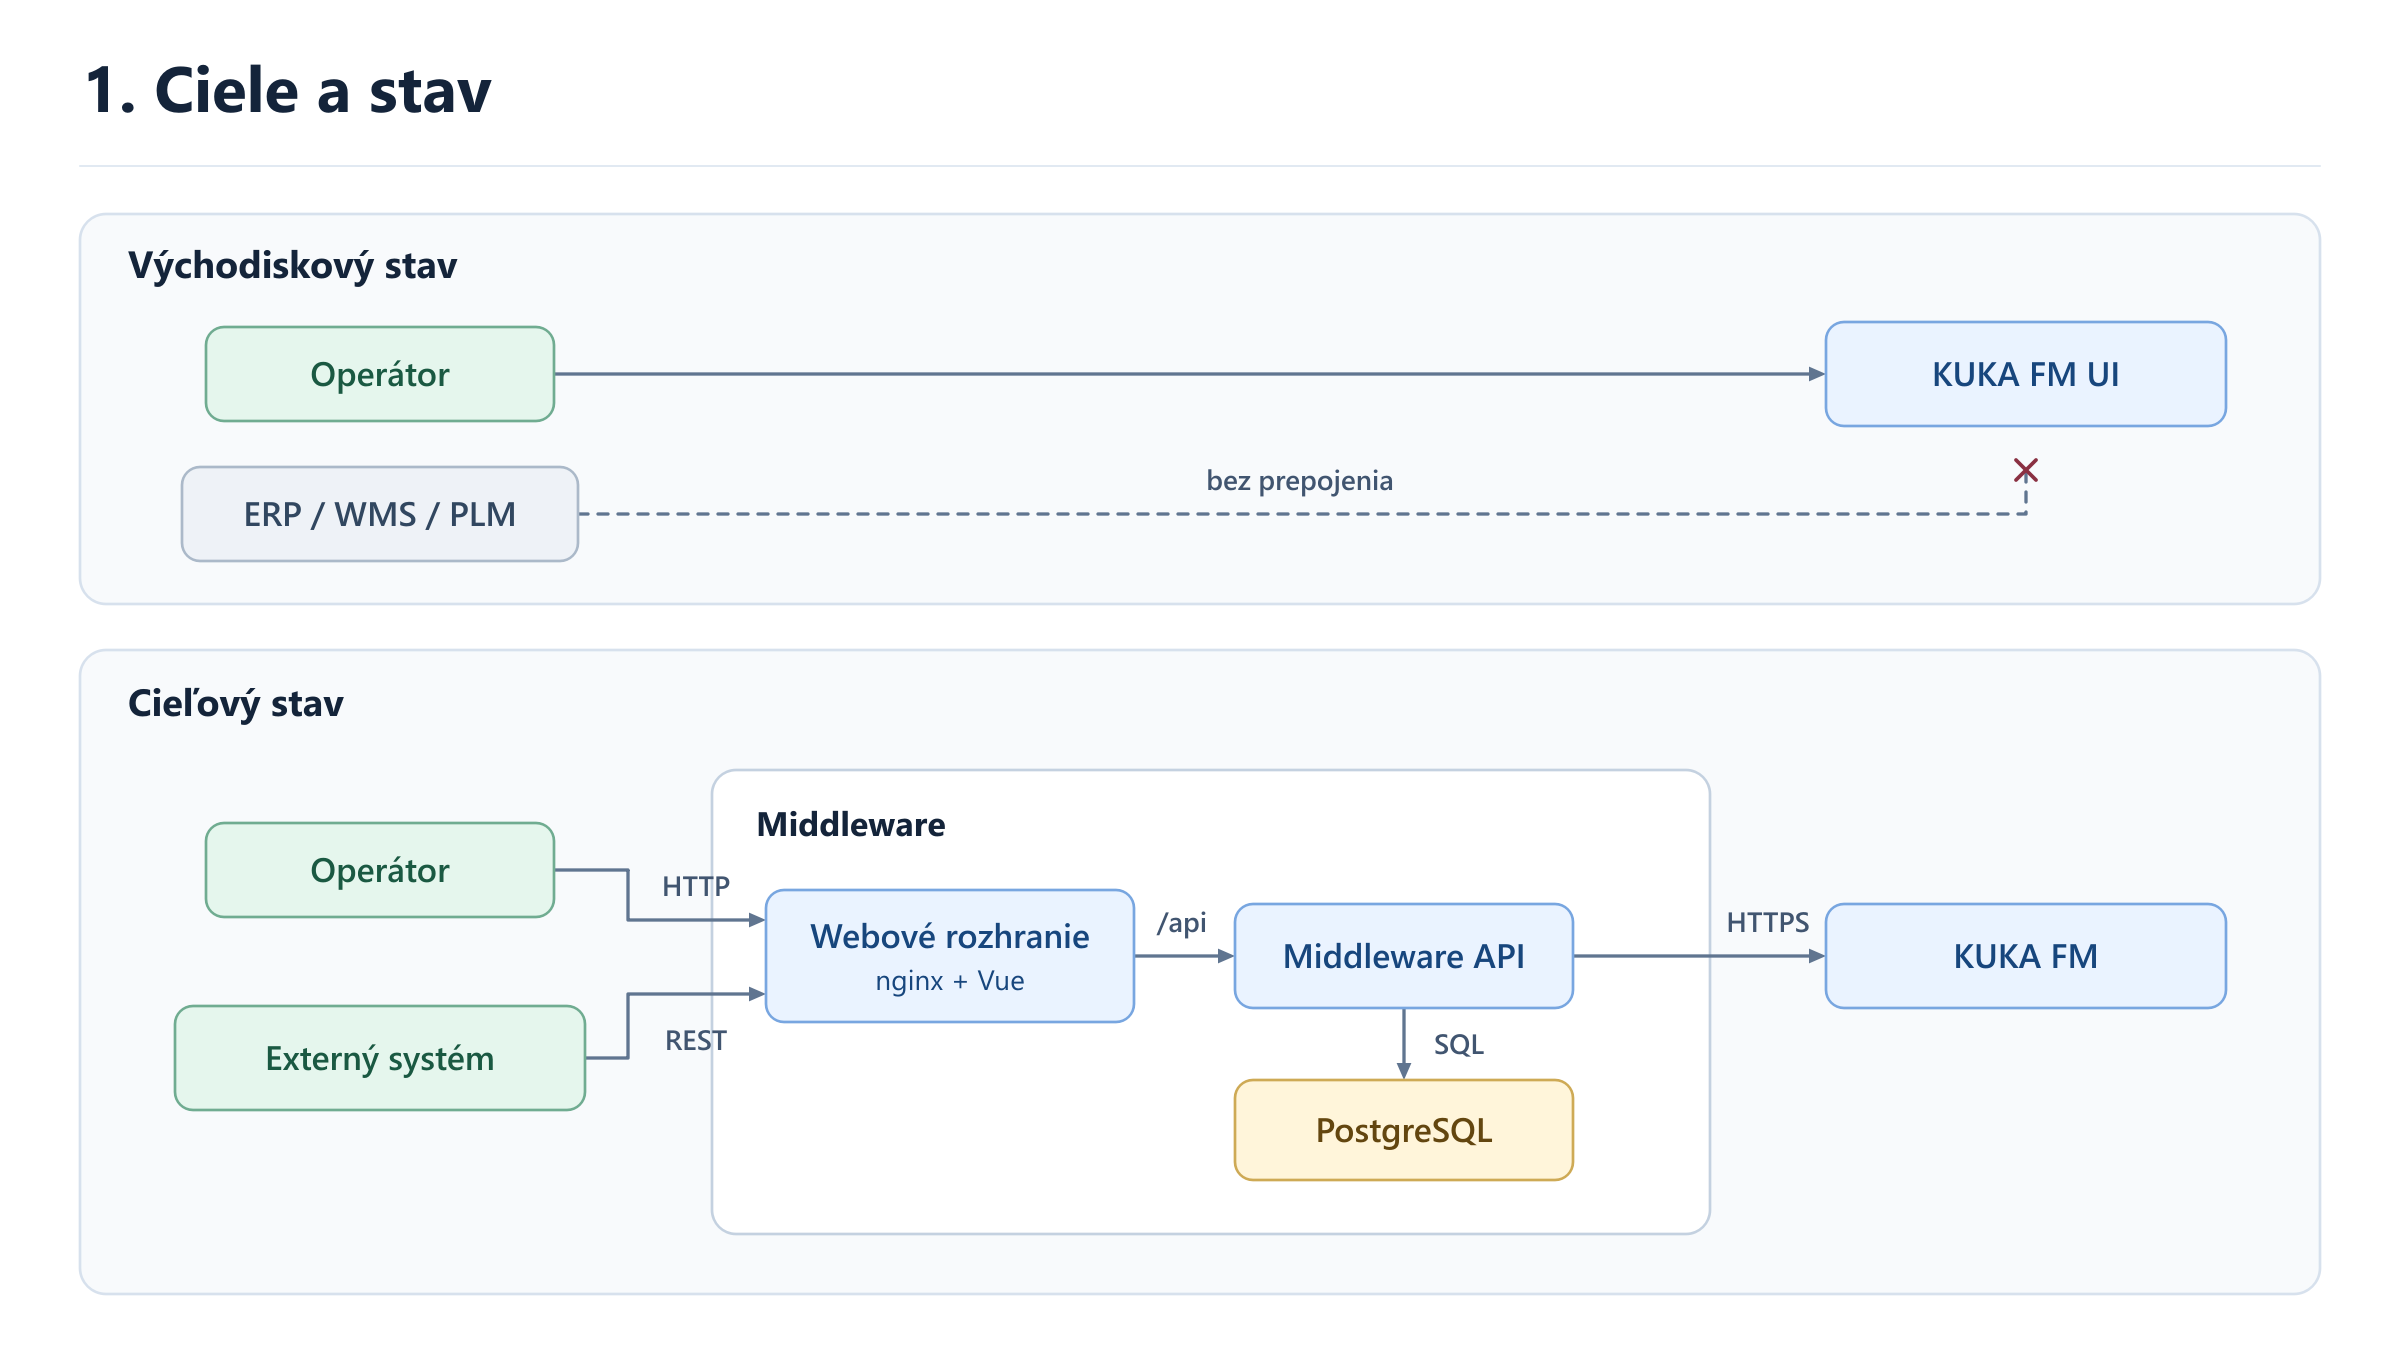 1. Ciele a stav
Východiskový stav
Operátor
KUKA FM UI
bez prepojenia
ERP / WMS / PLM
Cieľový stav
Middleware
Operátor
HTTP
Webové rozhranie
nginx + Vue
/api
Middleware API
HTTPS
KUKA FM
Externý systém
REST
SQL
PostgreSQL